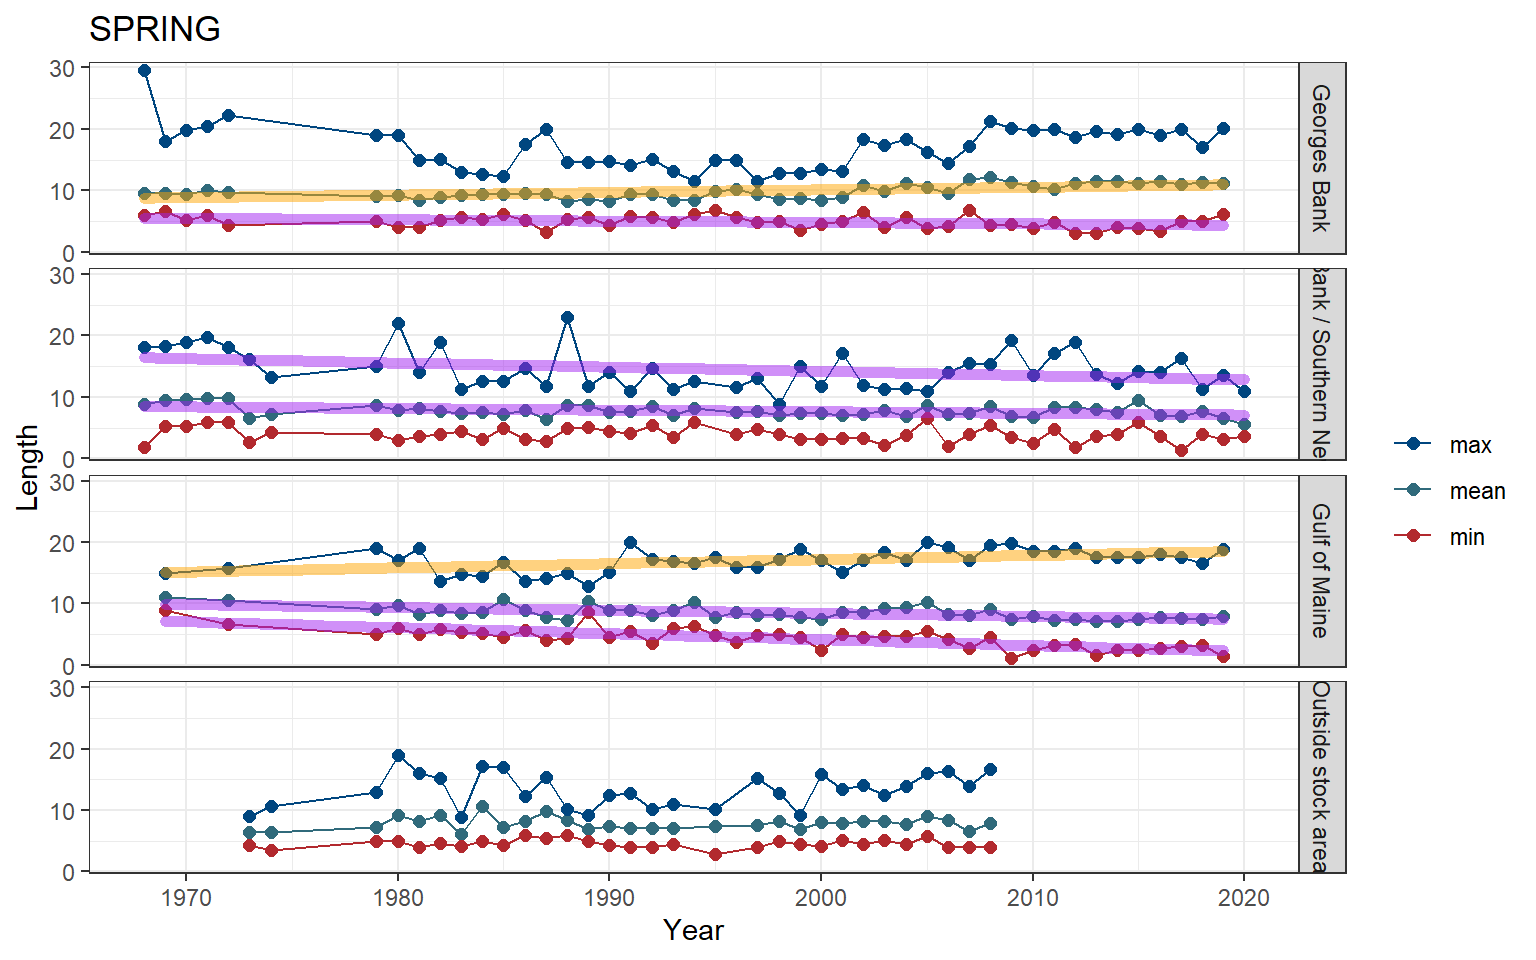 SPRING
30
20
10
0
Georges Bank
30
20
10
0
Bank / Southern Ne
30
20
10
0
Gulf of Maine
30
20
10
0
Outside stock area
1970 1980 1990 2000 2010 2020
Year
Length
max
mean
min